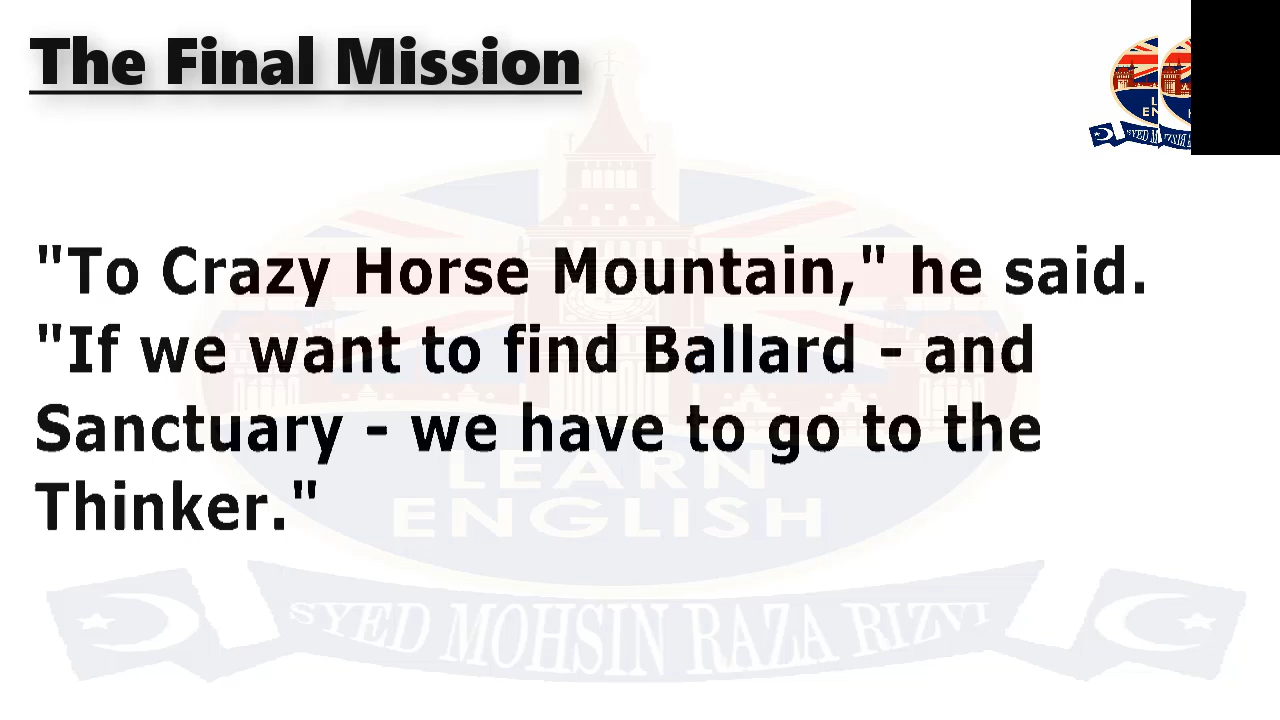 The Final Mission
"To Crazy Horse Mountain," he said.
"If we want to find Ballard - and
Sanctuary - we have to go to the
Thinker."
LEARN
ENGLISH
SYED MOHSIN RAZA RIZVI